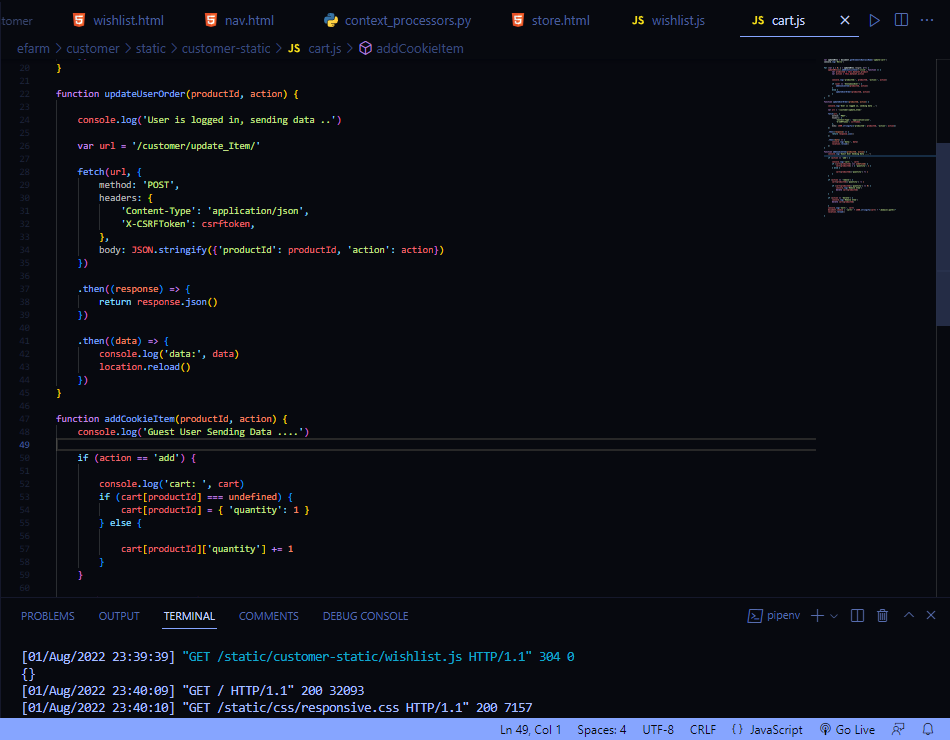 tomer wishlist.html nav.html context_processors.py store.html JS wishlist.js JS cart.js
efarm > customer > static > customer-static > JS cart.js > addCookieItem
20 }
21
22 function updateUserOrder(productId, action) {
23
24 console.log('User is logged in, sending data ..')
25
26 var url = '/customer/update_Item/'
27
28 fetch(url, {
29 method: 'POST',
30 headers: {
31 'Content-Type': 'application/json',
32 'X-CSRFToken': csrftoken,
33 },
34 body: JSON.stringify({'productId': productId, 'action': action})
35 })
36
37 .then((response) => {
38 return response.json()
39 })
40
41 .then((data) => {
42 console.log('data:', data)
43 location.reload()
44 })
45 }
46
47 function addCookieItem(productId, action) {
48 console.log('Guest User Sending Data ....')
49
50 if (action == 'add') {
51
52 console.log('cart: ', cart)
53 if (cart[productId] === undefined) {
54 cart[productId] = { 'quantity': 1 }
55 } else {
56
57 cart[productId]['quantity'] += 1
58 }
59 }
60
PROBLEMS OUTPUT TERMINAL COMMENTS DEBUG CONSOLE pipenv
[01/Aug/2022 23:39:39] "GET /static/customer-static/wishlist.js HTTP/1.1" 304 0
{}
[01/Aug/2022 23:40:09] "GET / HTTP/1.1" 200 32093
[01/Aug/2022 23:40:10] "GET /static/css/responsive.css HTTP/1.1" 200 7157
Ln 49, Col 1 Spaces: 4 UTF-8 CRLF {} JavaScript Go Live